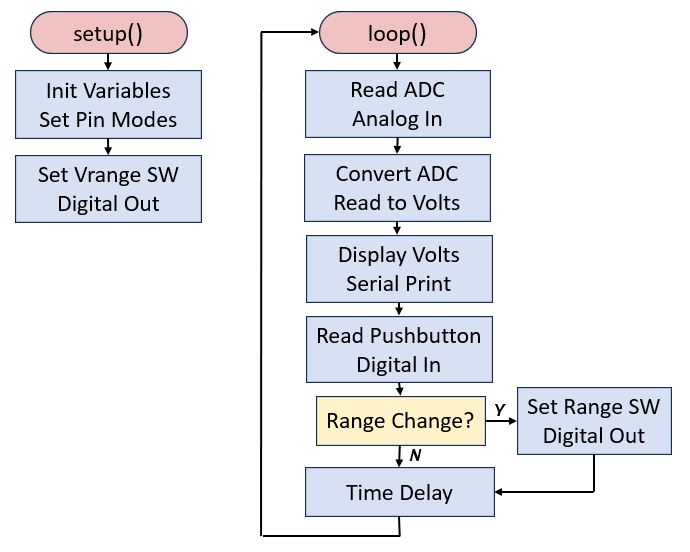 setup()
Init Variables
Set Pin Modes
Set Vrange SW
Digital Out
loop()
Read ADC
Analog In
Convert ADC
Read to Volts
Display Volts
Serial Print
Read Pushbutton
Digital In
Range Change?
Y
Set Range SW
Digital Out
N
Time Delay